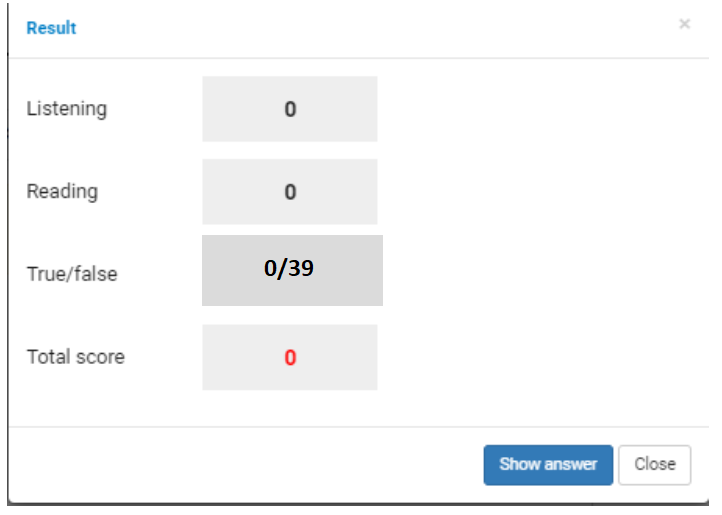 Result ×
Listening 0
Reading 0
True/false 0/39
Total score 0
Show answer Close